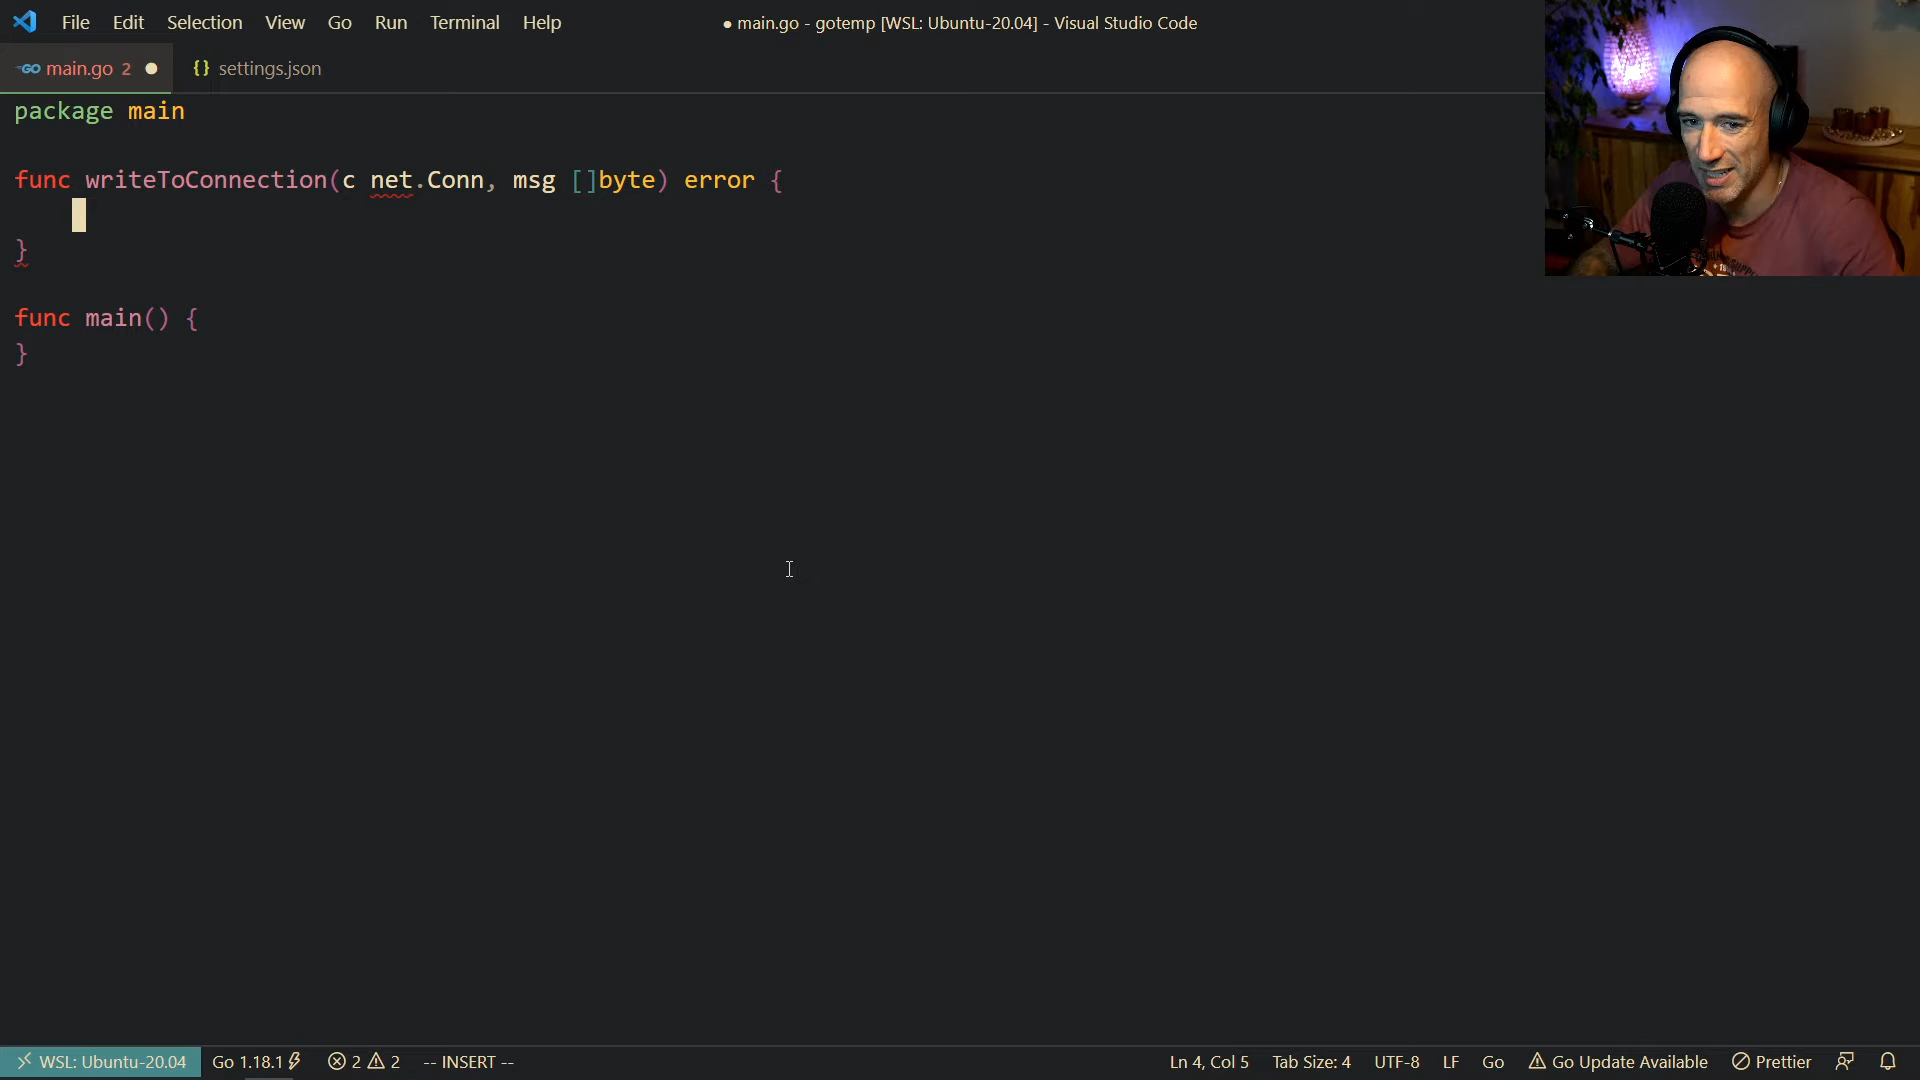 File Edit Selection View Go Run Terminal Help
● main.go - gotemp [WSL: Ubuntu-20.04] - Visual Studio Code
GO main.go 2 ●
{} settings.json
package main
func writeToConnection(c net.Conn, msg []byte) error {
}
func main() {
}
WSL: Ubuntu-20.04 Go 1.18.1 2 2 -- INSERT --
Ln 4, Col 5 Tab Size: 4 UTF-8 LF Go Go Update Available Prettier